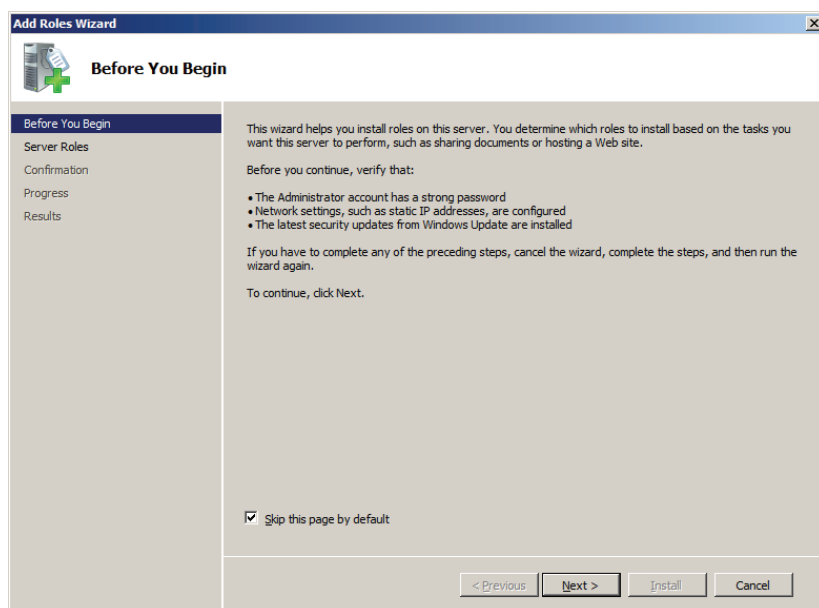 Add Roles Wizard
Before You Begin
Before You Begin
Server Roles
Confirmation
Progress
Results
This wizard helps you install roles on this server. You determine which roles to install based on the tasks you
want this server to perform, such as sharing documents or hosting a Web site.
Before you continue, verify that:
• The Administrator account has a strong password
• Network settings, such as static IP addresses, are configured
• The latest security updates from Windows Update are installed
If you have to complete any of the preceding steps, cancel the wizard, complete the steps, and then run the
wizard again.
To continue, click Next.
Skip this page by default
< Previous
Next >
Install
Cancel